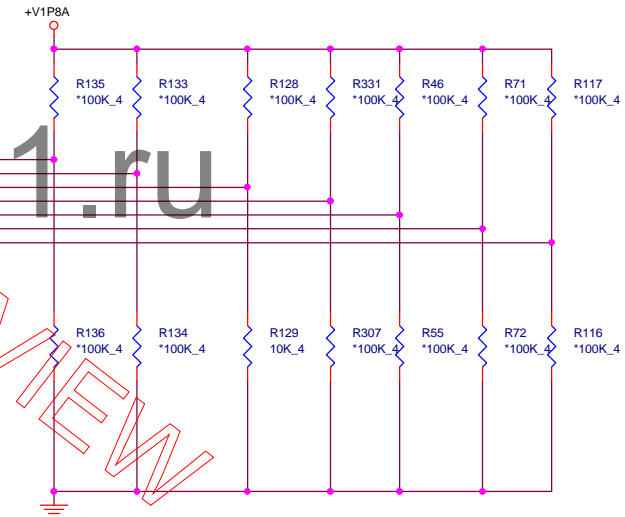 +V1P8A
R135
*100K_4
R133
*100K_4
R128
*100K_4
R331
*100K_4
R46
*100K_4
R71
*100K_4
R117
*100K_4
1.ru
R136
*100K_4
R134
*100K_4
R129
10K_4
R307
*100K_4
R55
*100K_4
R72
*100K_4
R116
*100K_4
VIEW